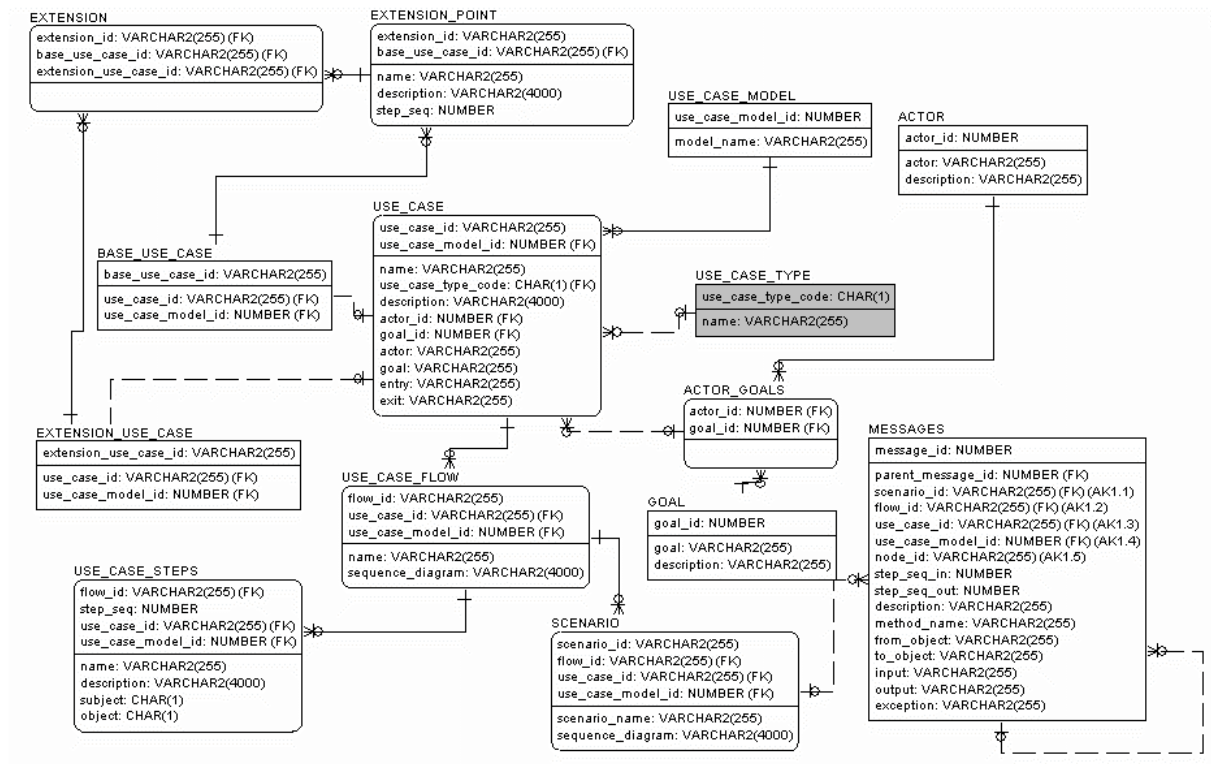 EXTENSION
extension_id: VARCHAR2(255) (FK)
base_use_case_id: VARCHAR2(255) (FK)
extension_use_case_id: VARCHAR2(255) (FK)
EXTENSION_POINT
extension_id: VARCHAR2(255)
base_use_case_id: VARCHAR2(255) (FK)
name: VARCHAR2(255)
description: VARCHAR2(4000)
step_seq: NUMBER
USE_CASE_MODEL
use_case_model_id: NUMBER
model_name: VARCHAR2(255)
ACTOR
actor_id: NUMBER
actor: VARCHAR2(255)
description: VARCHAR2(255)
USE_CASE
use_case_id: VARCHAR2(255)
use_case_model_id: NUMBER (FK)
name: VARCHAR2(255)
use_case_type_code: CHAR(1) (FK)
description: VARCHAR2(4000)
actor_id: NUMBER (FK)
goal_id: NUMBER (FK)
actor: VARCHAR2(255)
goal: VARCHAR2(255)
entry: VARCHAR2(255)
exit: VARCHAR2(255)
BASE_USE_CASE
base_use_case_id: VARCHAR2(255)
use_case_id: VARCHAR2(255) (FK)
use_case_model_id: NUMBER (FK)
USE_CASE_TYPE
use_case_type_code: CHAR(1)
name: VARCHAR2(255)
ACTOR_GOALS
actor_id: NUMBER (FK)
goal_id: NUMBER (FK)
EXTENSION_USE_CASE
extension_use_case_id: VARCHAR2(255)
use_case_id: VARCHAR2(255) (FK)
use_case_model_id: NUMBER (FK)
MESSAGES
message_id: NUMBER
parent_message_id: NUMBER (FK)
scenario_id: VARCHAR2(255) (FK) (AK1.1)
flow_id: VARCHAR2(255) (FK) (AK1.2)
use_case_id: VARCHAR2(255) (FK) (AK1.3)
use_case_model_id: NUMBER (FK) (AK1.4)
node_id: VARCHAR2(255) (AK1.5)
step_seq_in: NUMBER
step_seq_out: NUMBER
description: VARCHAR2(255)
method_name: VARCHAR2(255)
from_object: VARCHAR2(255)
to_object: VARCHAR2(255)
input: VARCHAR2(255)
output: VARCHAR2(255)
exception: VARCHAR2(255)
USE_CASE_FLOW
flow_id: VARCHAR2(255)
use_case_id: VARCHAR2(255) (FK)
use_case_model_id: NUMBER (FK)
name: VARCHAR2(255)
sequence_diagram: VARCHAR2(4000)
GOAL
goal_id: NUMBER
goal: VARCHAR2(255)
description: VARCHAR2(255)
USE_CASE_STEPS
flow_id: VARCHAR2(255) (FK)
step_seq: NUMBER
use_case_id: VARCHAR2(255) (FK)
use_case_model_id: NUMBER (FK)
name: VARCHAR2(255)
description: VARCHAR2(4000)
subject: CHAR(1)
object: CHAR(1)
SCENARIO
scenario_id: VARCHAR2(255)
flow_id: VARCHAR2(255) (FK)
use_case_id: VARCHAR2(255) (FK)
use_case_model_id: NUMBER (FK)
scenario_name: VARCHAR2(255)
sequence_diagram: VARCHAR2(4000)